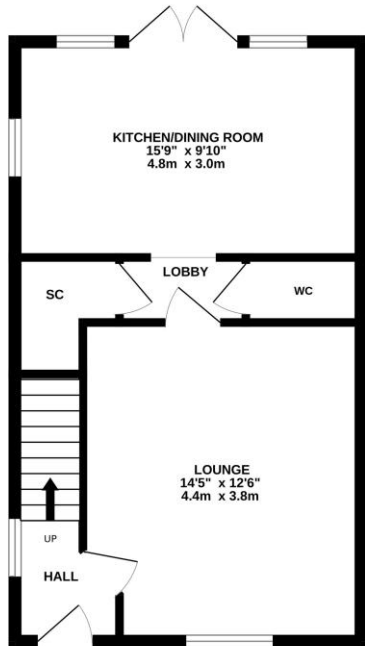 KITCHEN/DINING ROOM
15'9" x 9'10"
4.8m x 3.0m
LOBBY
SC
WC
LOUNGE
14'5" x 12'6"
4.4m x 3.8m
UP
HALL